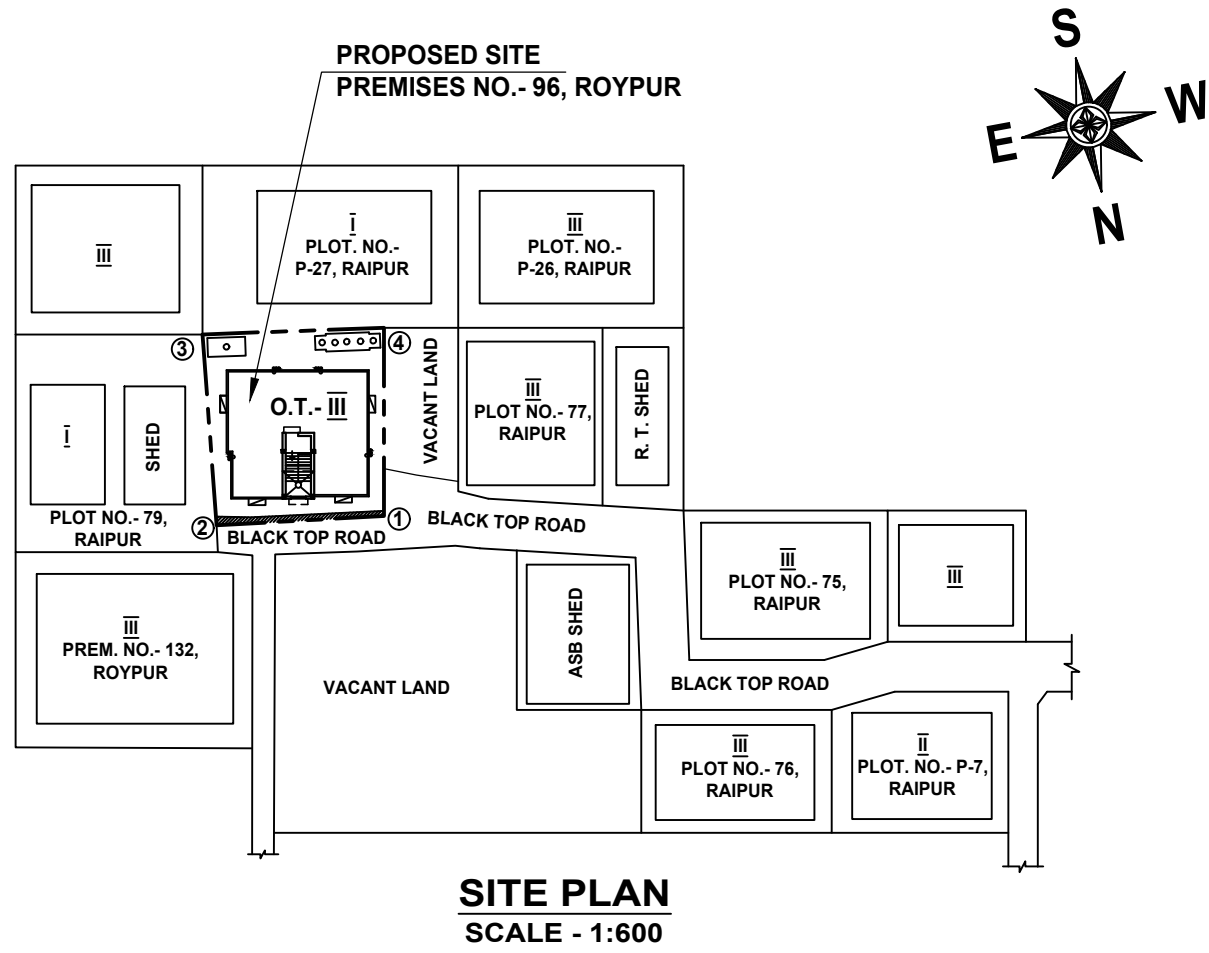 PROPOSED SITE
PREMISES NO.- 96, ROYPUR
S
E
W
N
III
I
PLOT. NO.-
P-27, RAIPUR
III
PLOT. NO.-
P-26, RAIPUR
3
4
O.T.- III
VACANT LAND
III
PLOT NO.- 77,
RAIPUR
R. T. SHED
I
SHED
PLOT NO.- 79,
RAIPUR
2
1
BLACK TOP ROAD
BLACK TOP ROAD
III
PREM. NO.- 132,
ROYPUR
VACANT LAND
ASB SHED
III
PLOT NO.- 75,
RAIPUR
III
BLACK TOP ROAD
III
PLOT NO.- 76,
RAIPUR
II
PLOT. NO.- P-7,
RAIPUR
SITE PLAN
SCALE - 1:600